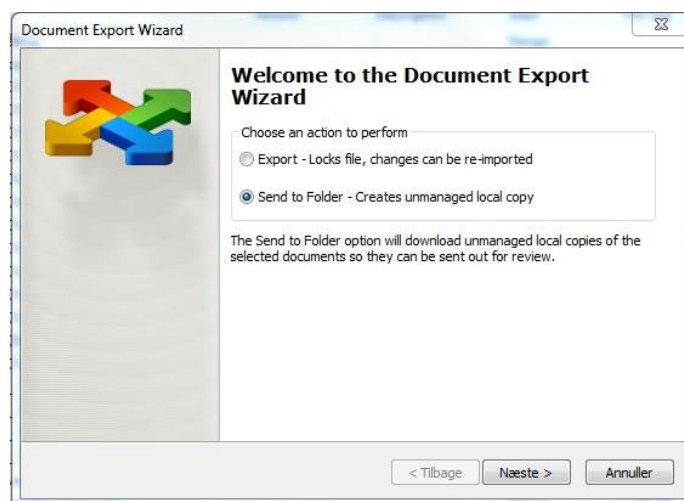 Document Export Wizard
Welcome to the Document Export
Wizard
Choose an action to perform
Export - Locks file, changes can be re-imported
Send to Folder - Creates unmanaged local copy
The Send to Folder option will download unmanaged local copies of the
selected documents so they can be sent out for review.
< Tilbage
Næste >
Annuller